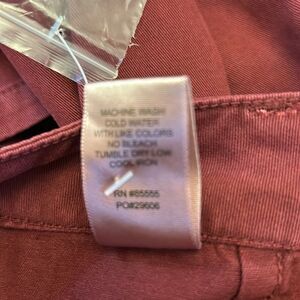 MACHINE WASH
COLD WATER
WITH LIKE COLORS
NO BLEACH
TUMBLE DRY LOW
COOL IRON
RN #85555
PO#29606